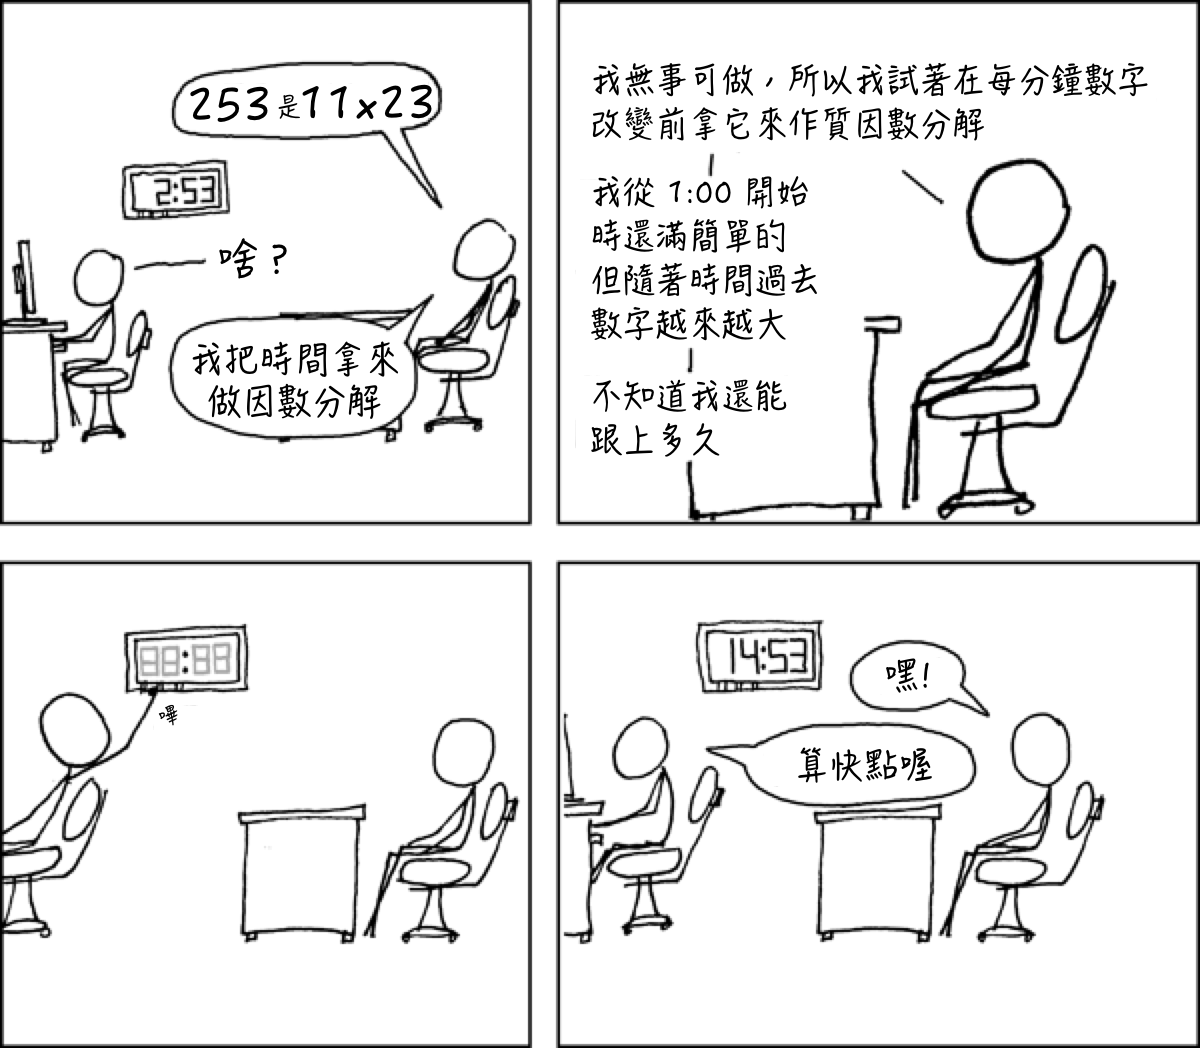 253是11x23
2:53
啥？
我把時間拿來
做因數分解
我無事可做，所以我試著在每分鐘數字
改變前拿它來作質因數分解
我從 1:00 開始
時還滿簡單的
但隨著時間過去
數字越來越大
不知道我還能
跟上多久
88:88
嗶
14:53
嘿!
算快點喔